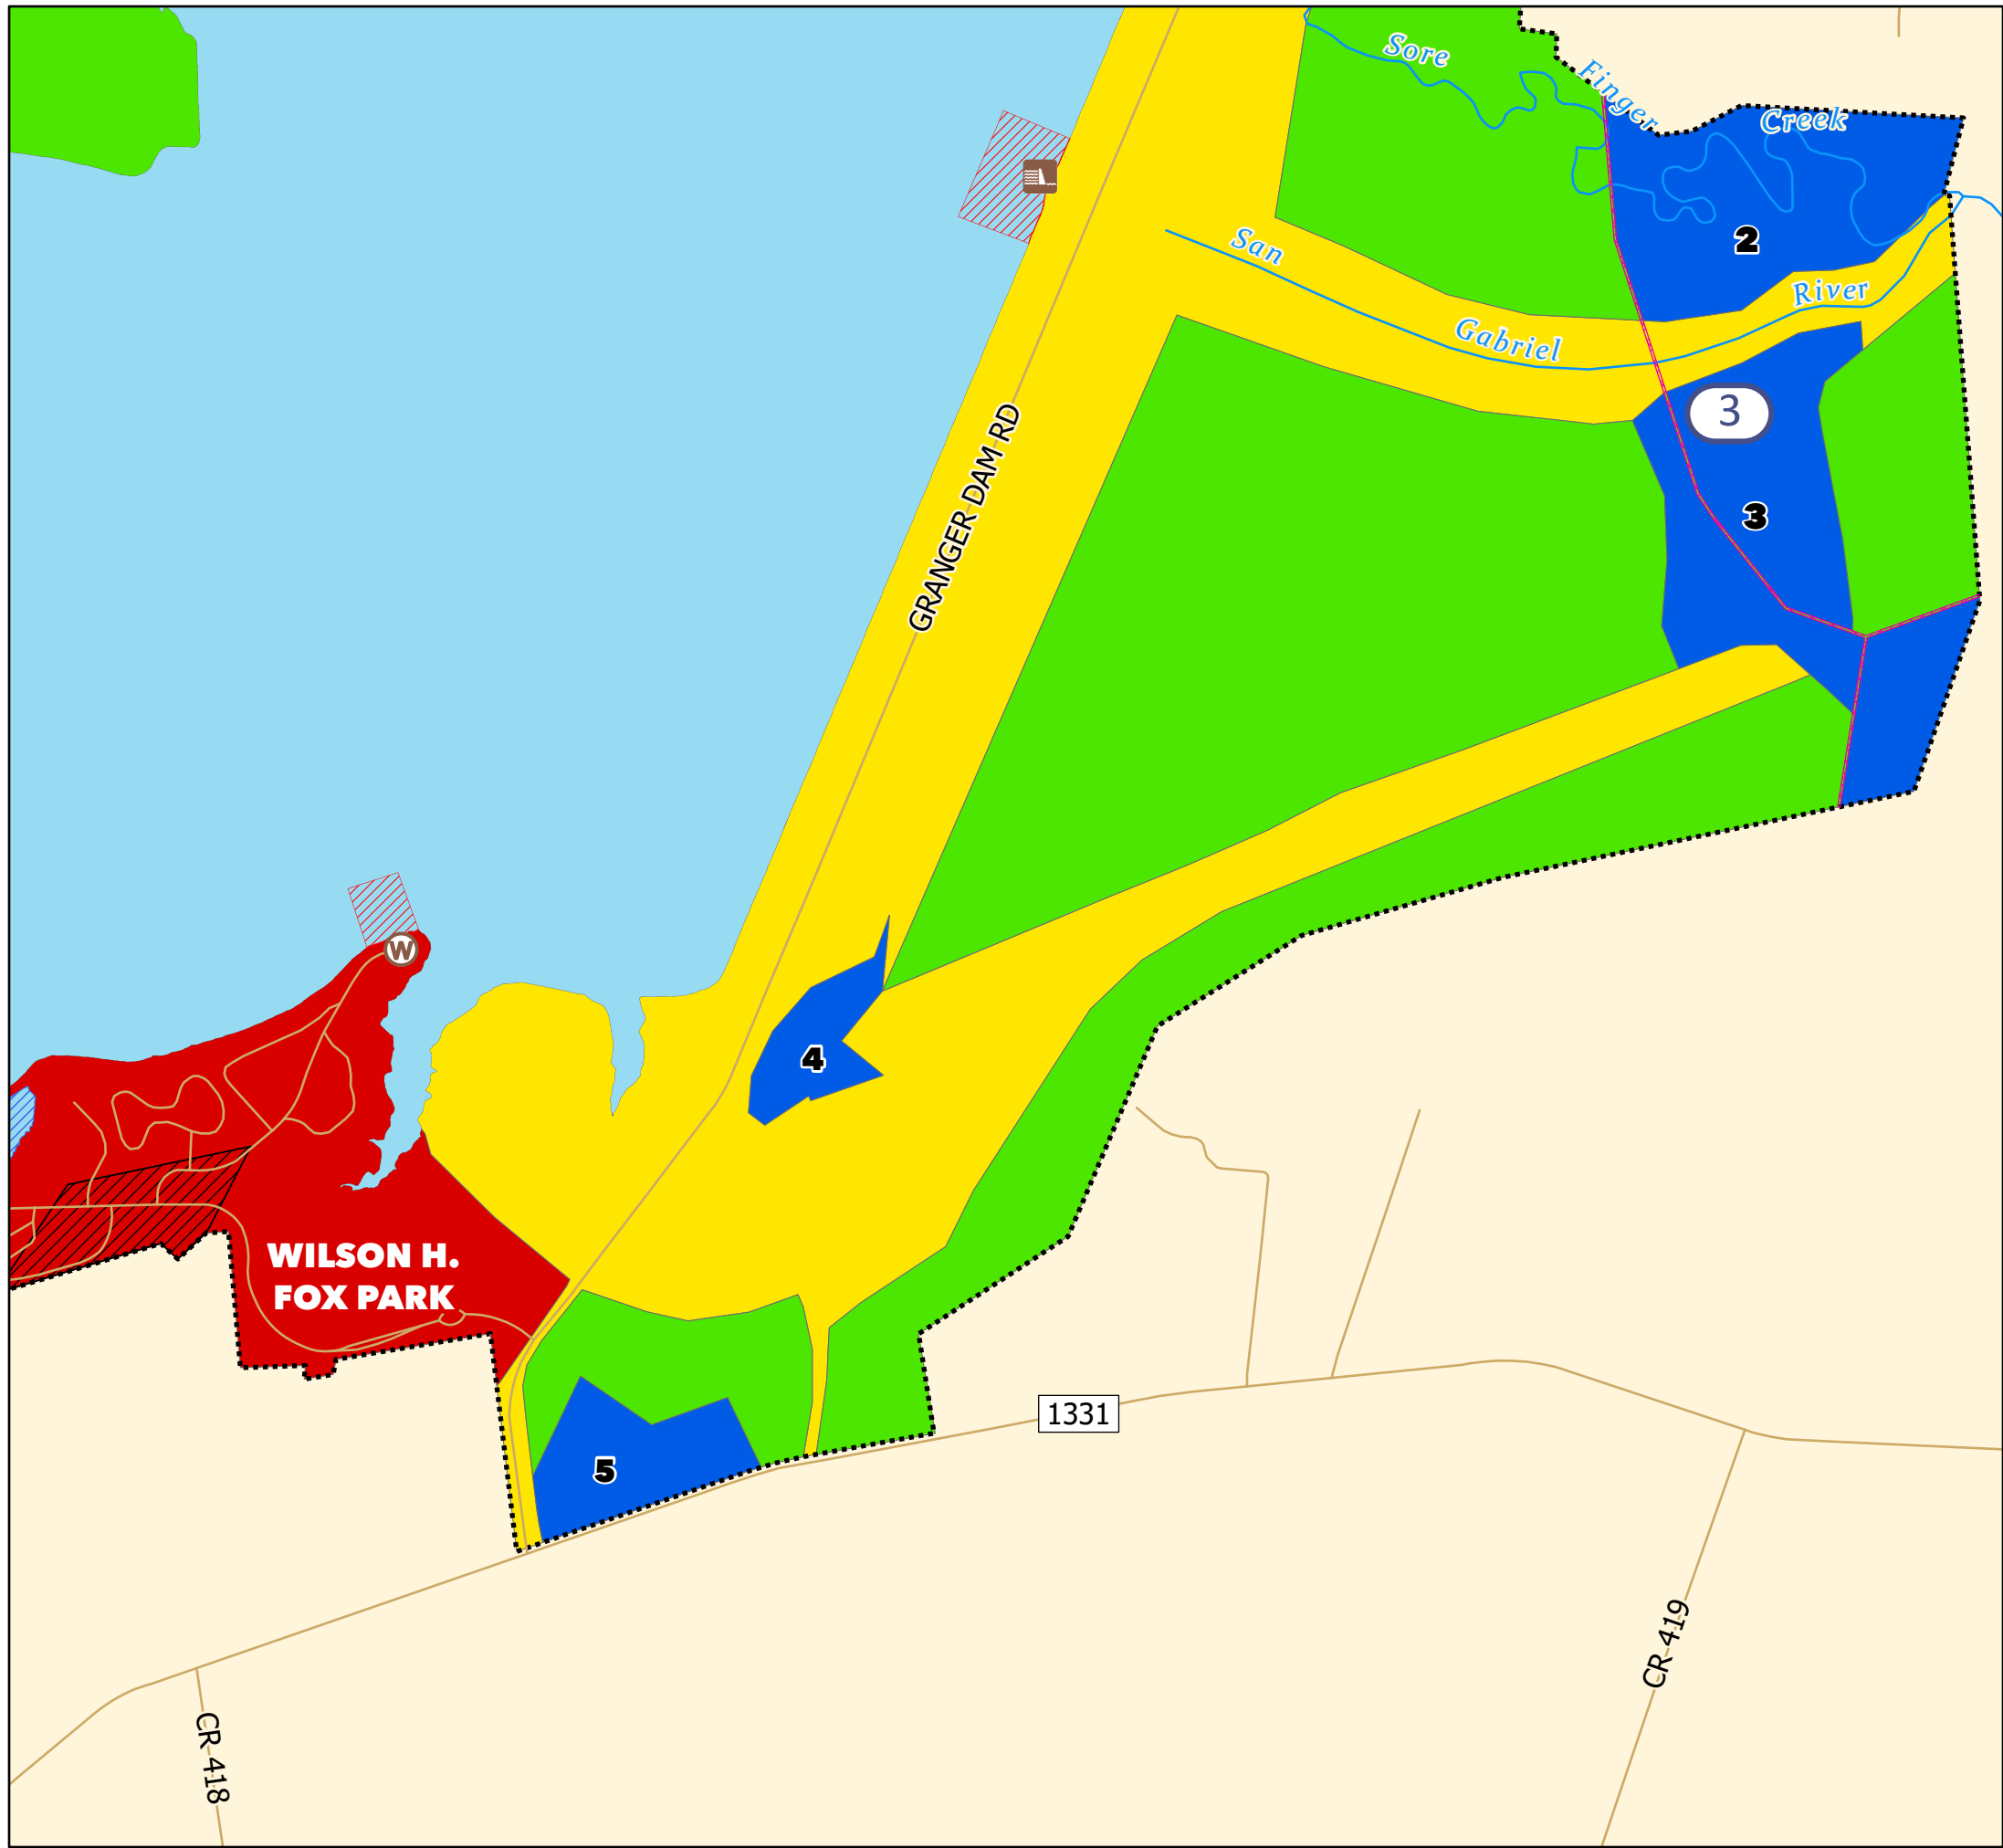 Sore
Finger
Creek
2
San
River
Gabriel
3
GRANGER DAM RD
3
W
4
WILSON H.
FOX PARK
1331
5
CR 419
CR 418